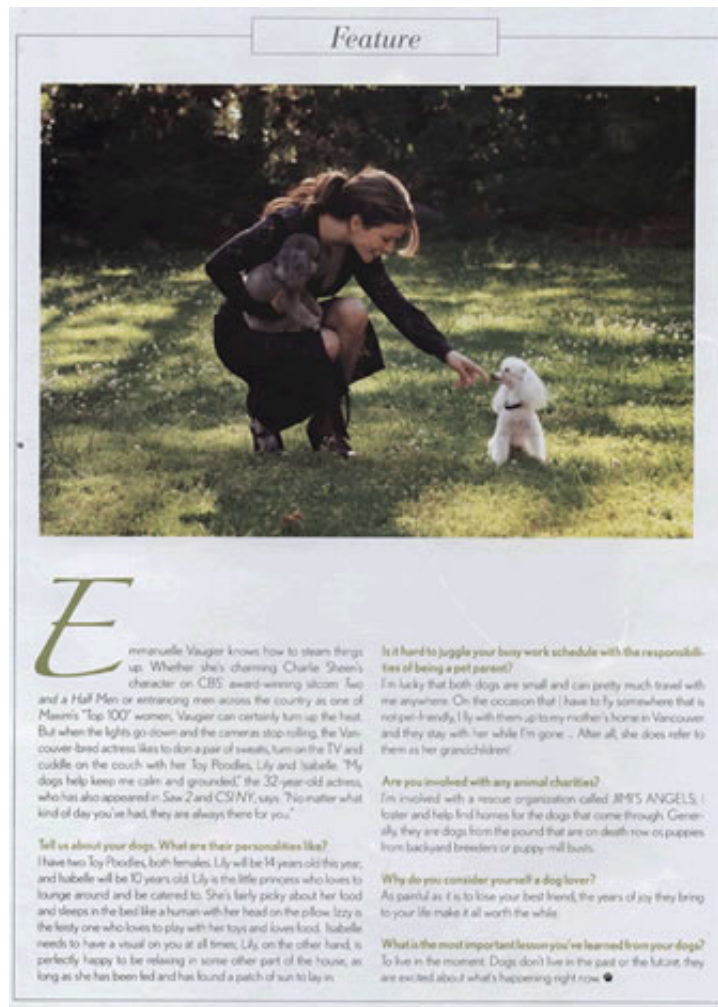 Feature
Emmanuelle Vaugier knows how to steam things
up. Whether she's charming Charlie Sheen's
character on CBS' award-winning sitcom Two
and a Half Men or entrancing men across the country as one of
Maxim's "Top 100" women, Vaugier can certainly turn up the heat.
But when the lights go down and the cameras stop rolling, the Van-
couver-bred actress likes to don a pair of sweats, turn on the TV and
cuddle on the couch with her Toy Poodles, Lily and Isabelle. "My
dogs help keep me calm and grounded," the 32-year-old actress,
who has also appeared in Saw 2 and CSI NY, says. "No matter what
kind of day you've had, they are always there for you."
Tell us about your dogs. What are their personalities like?
I have two Toy Poodles, both females. Lily will be 14 years old this year,
and Isabelle will be 10 years old. Lily is the little princess who loves to
lounge around and be catered to. She's fairly picky about her food
and sleeps in the bed like a human with her head on the pillow. Izzy is
the feisty one who loves to play with her toys and loves food. Isabelle
needs to have a visual on you at all times; Lily, on the other hand, is
perfectly happy to be relaxing in some other part of the house, as
long as she has been fed and has found a patch of sun to lay in.
Is it hard to juggle your busy work schedule with the responsibili-
ties of being a pet parent?
I'm lucky that both dogs are small and can pretty much travel with
me anywhere. On the occasion that I have to fly somewhere that is
not pet-friendly, I fly with them up to my mother's home in Vancouver
and they stay with her while I'm gone ... After all, she does refer to
them as her grandchildren!
Are you involved with any animal charities?
I'm involved with a rescue organization called JIMI'S ANGELS; I
foster and help find homes for the dogs that come through. Gener-
ally, they are dogs from the pound that are on death row or puppies
from backyard breeders or puppy-mill busts.
Why do you consider yourself a dog lover?
As painful as it is to lose your best friend, the years of joy they bring
to your life make it all worth the while.
What is the most important lesson you've learned from your dogs?
To live in the moment. Dogs don't live in the past or the future, they
are excited about what's happening right now.